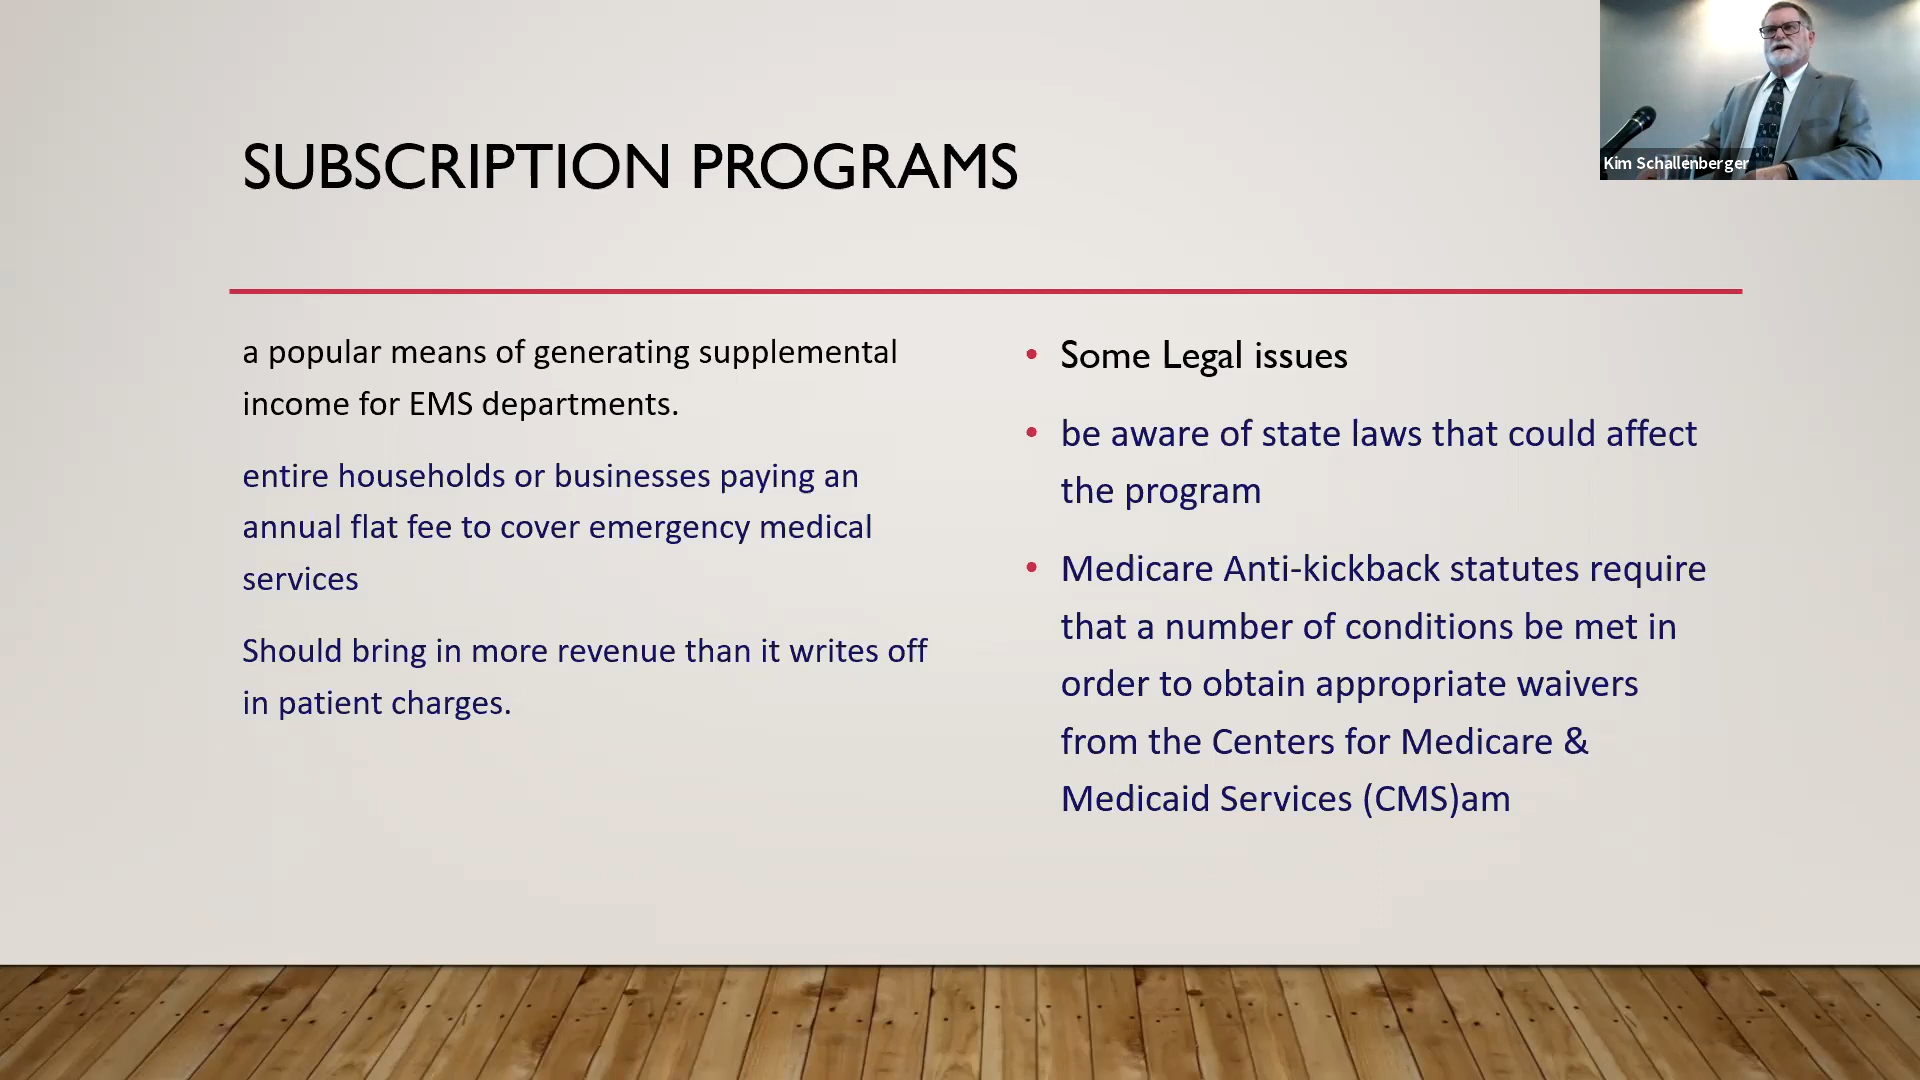 SUBSCRIPTION PROGRAMS
Kim Schallenberger
a popular means of generating supplemental
income for EMS departments.
entire households or businesses paying an
annual flat fee to cover emergency medical
services
Should bring in more revenue than it writes off
in patient charges.
• Some Legal issues
• be aware of state laws that could affect
the program
• Medicare Anti-kickback statutes require
that a number of conditions be met in
order to obtain appropriate waivers
from the Centers for Medicare &
Medicaid Services (CMS)am